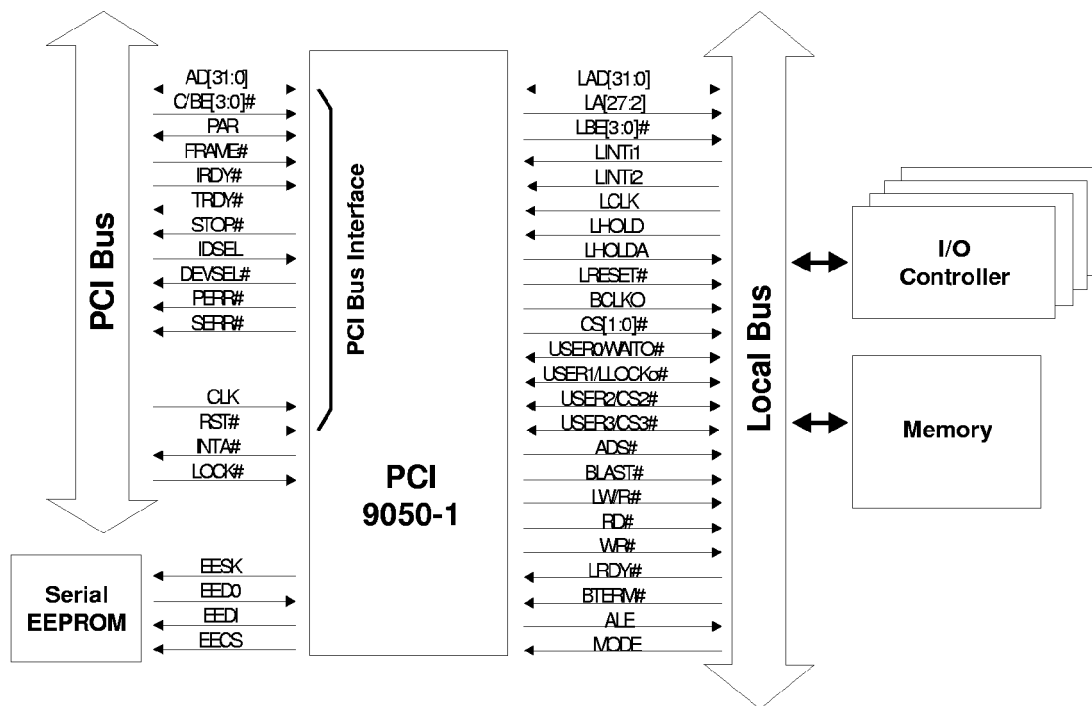 PCI Bus
AD[31:0]
C/BE[3:0]#
PAR
FRAME#
IRDY#
TRDY#
STOP#
IDSEL
DEVSEL#
PERR#
SERR#
CLK
RST#
INTA#
LOCK#
Serial
EEPROM
EESK
EED0
EEDI
EECS
PCI Bus Interface
PCI
9050-1
LAD[31:0]
LA[27:2]
LBE[3:0]#
LINTi1
LINTi2
LCLK
LHOLD
LHOLDA
LRESET#
BCLKO
CS[1:0]#
USER0/WAITO#
USER1/LLOCKo#
USER2/CS2#
USER3/CS3#
ADS#
BLAST#
LW/R#
RD#
WR#
LRDYi#
BTERM#
ALE
MODE
Local Bus
I/O
Controller
Memory